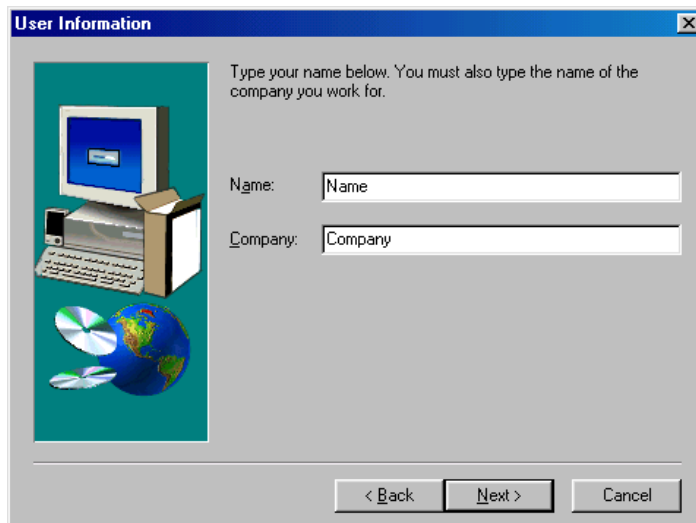 User Information
Type your name below. You must also type the name of the
company you work for.
Name: Name
Company: Company
< Back Next > Cancel